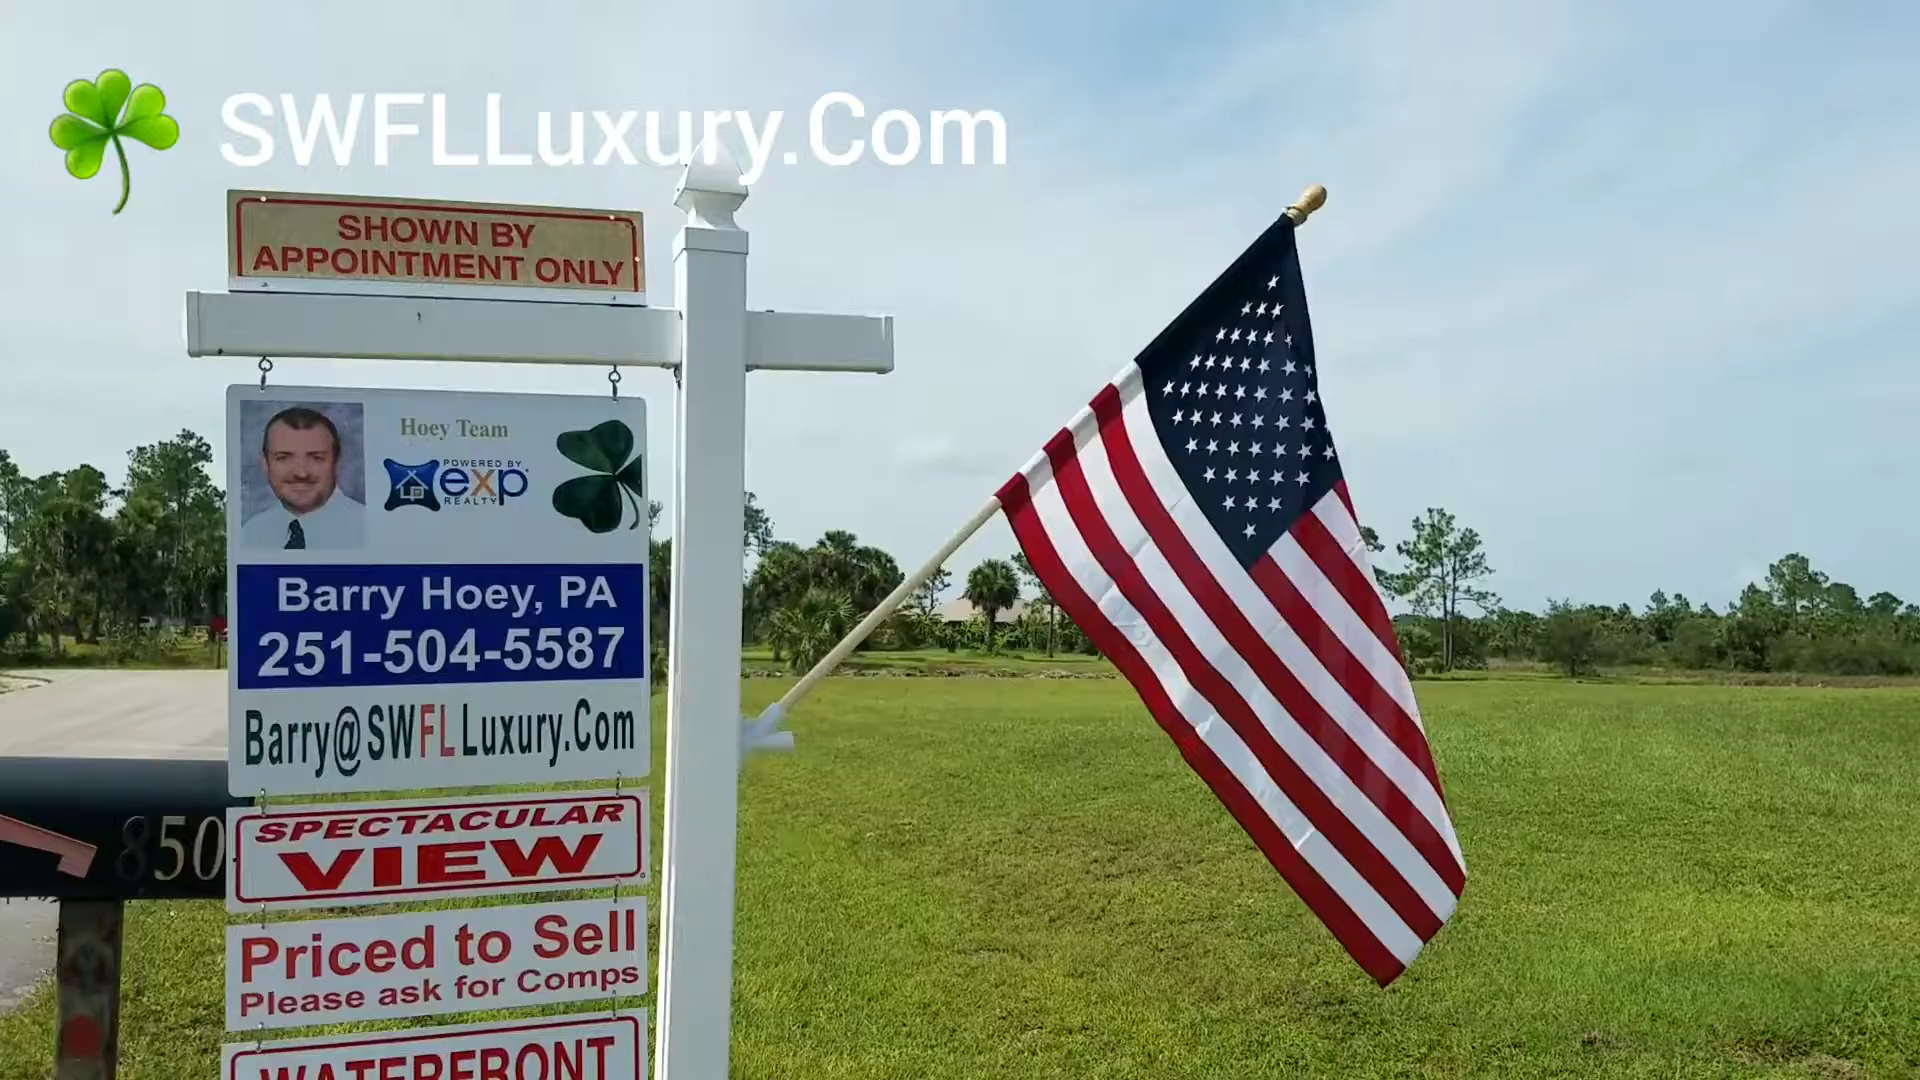 SWFLLuxury.Com
SHOWN BY
APPOINTMENT ONLY
Hoey Team
POWERED BY
exp
REALTY
Barry Hoey, PA
251-504-5587
Barry@SWFLLuxury.Com
850
SPECTACULAR
VIEW
Priced to Sell
Please ask for Comps
WATERFRONT